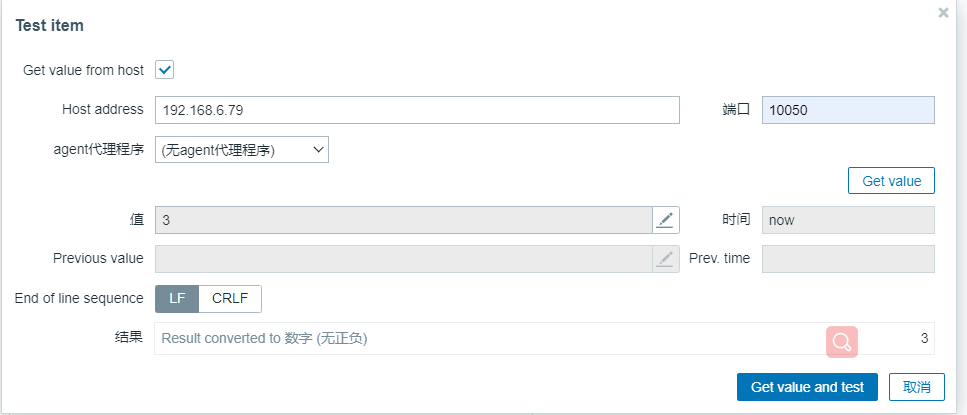 Test item
Get value from host
Host address 192.168.6.79 端口 10050
agent代理程序 (无agent代理程序)
Get value
值 3 时间 now
Previous value Prev. time
End of line sequence LF CRLF
结果 Result converted to 数字 (无正负) 3
Get value and test 取消